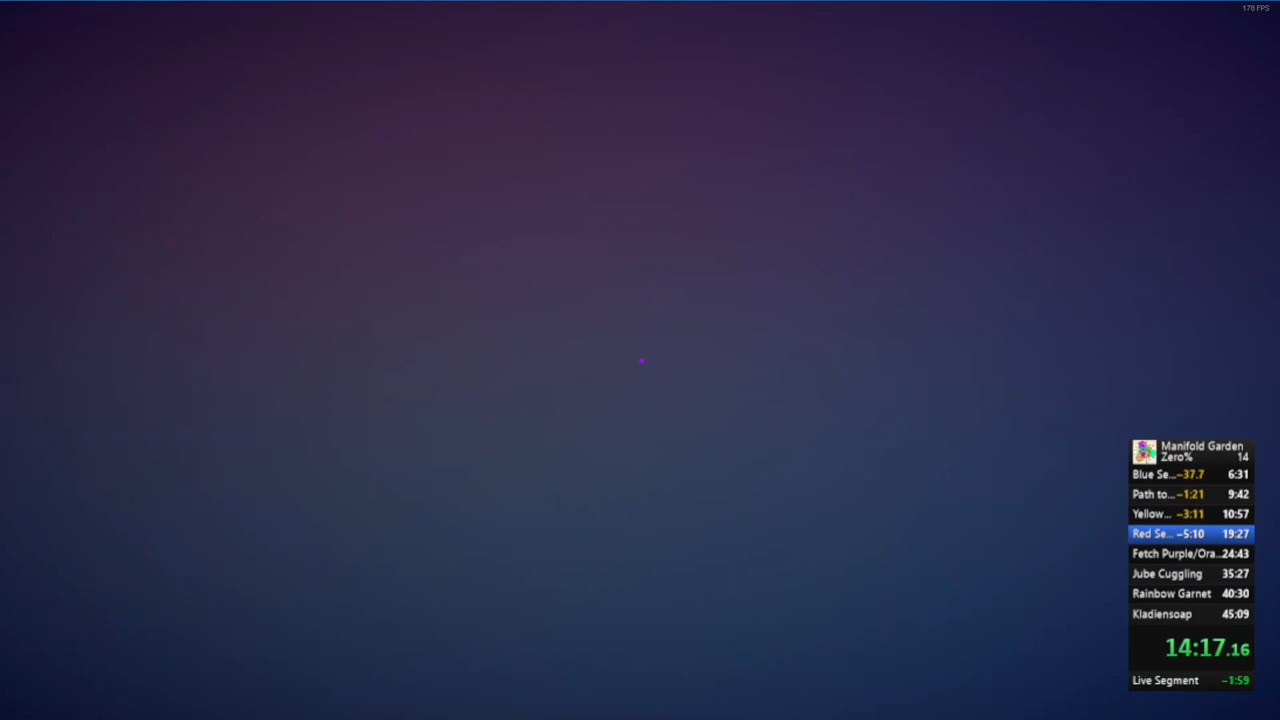 178 FPS
Manifold Garden
Zero% 14
Blue Se... −37.7 6:31
Path to... −1:21 9:42
Yellow... −3:11 10:57
Red Se... −5:10 19:27
Fetch Purple/Ora... 24:43
Jube Cuggling 35:27
Rainbow Garnet 40:30
Kladiensoap 45:09
14:17.16
Live Segment −1:59